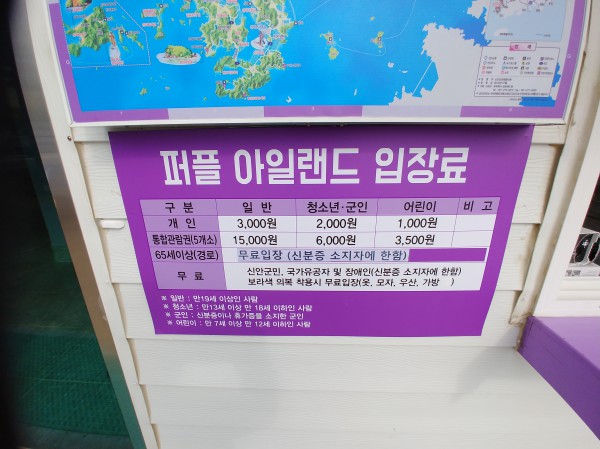 퍼플 아일랜드 입장료
구 분 일 반 청소년·군인 어린이 비 고
개 인 3,000원 2,000원 1,000원
통합관람권(5개소) 15,000원 6,000원 3,500원
65세이상(경로) 무료입장 (신분증 소지자에 한함)
무 료 신안군민, 국가유공자 및 장애인(신분증 소지자에 한함)
보라색 의복 착용시 무료입장(옷, 모자, 우산, 가방 )
※ 일반 : 만19세 이상인 사람
※ 청소년 : 만13세 이상 만 18세 이하인 사람
※ 군인 : 신분증이나 휴가증을 소지한 군인
※ 어린이 : 만 7세 이상 만 12세 이하인 사람